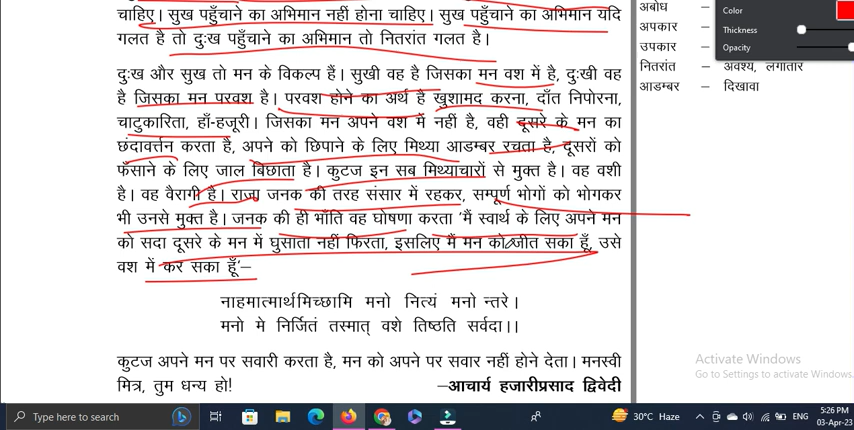 चाहिए। सुख पहुँचाने का अभिमान नहीं होना चाहिए। सुख पहुँचाने का अभिमान यदि
गलत है तो दुःख पहुँचाने का अभिमान तो नितरांत गलत है।
दुःख और सुख तो मन के विकल्प हैं। सुखी वह है जिसका मन वश में है, दुःखी वह
है जिसका मन परवश है। परवश होने का अर्थ है खुशामद करना, दाँत निपोरना,
चाटुकारिता, हाँ-हजूरी। जिसका मन अपने वश में नहीं है, वही दूसरे के मन का
छंदावर्त्तन करता है, अपने को छिपाने के लिए मिथ्या आडम्बर रचता है, दूसरों को
फँसाने के लिए जाल बिछाता है। कुटज इन सब मिथ्याचारों से मुक्त है। वह वशी
है। वह वैरागी है। राजा जनक की तरह संसार में रहकर, सम्पूर्ण भोगों को भोगकर
भी उनसे मुक्त है। जनक की ही भाँति वह घोषणा करता 'मैं स्वार्थ के लिए अपने मन
को सदा दूसरे के मन में घुसाता नहीं फिरता, इसलिए मैं मन को जीत सका हूँ, उसे
वश में कर सका हूँ'–
नाहमात्मार्थमिच्छामि मनो नित्यं मनो न्तरे।
मनो मे निर्जितं तस्मात् वशे तिष्ठति सर्वदा।।
कुटज अपने मन पर सवारी करता है, मन को अपने पर सवार नहीं होने देता। मनस्वी
मित्र, तुम धन्य हो!
–आचार्य हजारीप्रसाद द्विवेदी
अबोध –
अपकार –
उपकार –
नितरांत – अवश्य, लगातार
आडम्बर – दिखावा
Color
Thickness
Opacity
Activate Windows
Go to Settings to activate Windows.
Type here to search
30°C Haze
ENG
5:26 PM
03-Apr-23